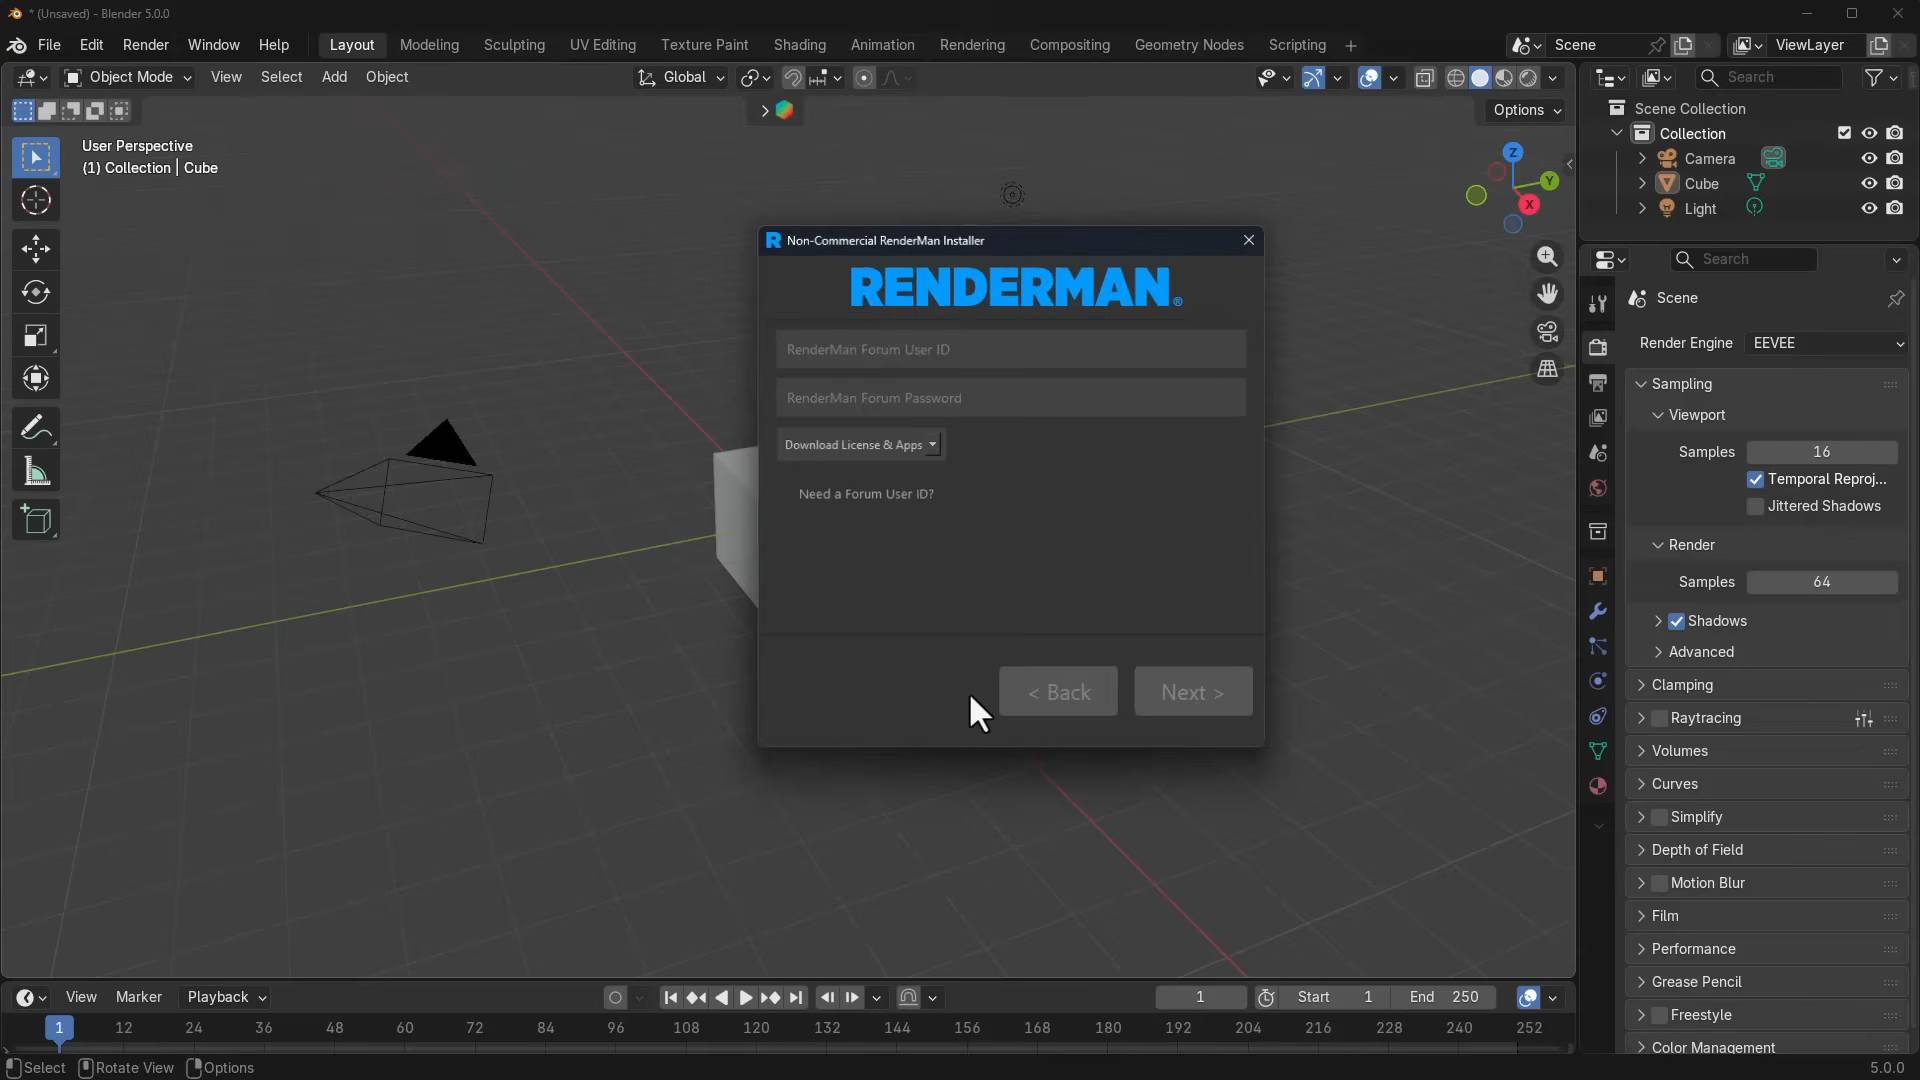 * (Unsaved) - Blender 5.0.0
File Edit Render Window Help Layout Modeling Sculpting UV Editing Texture Paint Shading Animation Rendering Compositing Geometry Nodes Scripting Scene ViewLayer
Object Mode View Select Add Object Global Search
Options
User Perspective
(1) Collection | Cube
Z
Y
X
Scene Collection
Collection
Camera
Cube
Light
Search
Scene
Render Engine EEVEE
Sampling
Viewport
Samples 16
Temporal Reproj...
Jittered Shadows
Render
Samples 64
Shadows
Advanced
Clamping
Raytracing
Volumes
Curves
Simplify
Depth of Field
Motion Blur
Film
Performance
Grease Pencil
Freestyle
Color Management
R Non-Commercial RenderMan Installer
RENDERMAN®
RenderMan Forum User ID
RenderMan Forum Password
Download License & Apps
Need a Forum User ID?
< Back Next >
View Marker Playback 1 Start 1 End 250
1 12 24 36 48 60 72 84 96 108 120 132 144 156 168 180 192 204 216 228 240 252
Select Rotate View Options 5.0.0